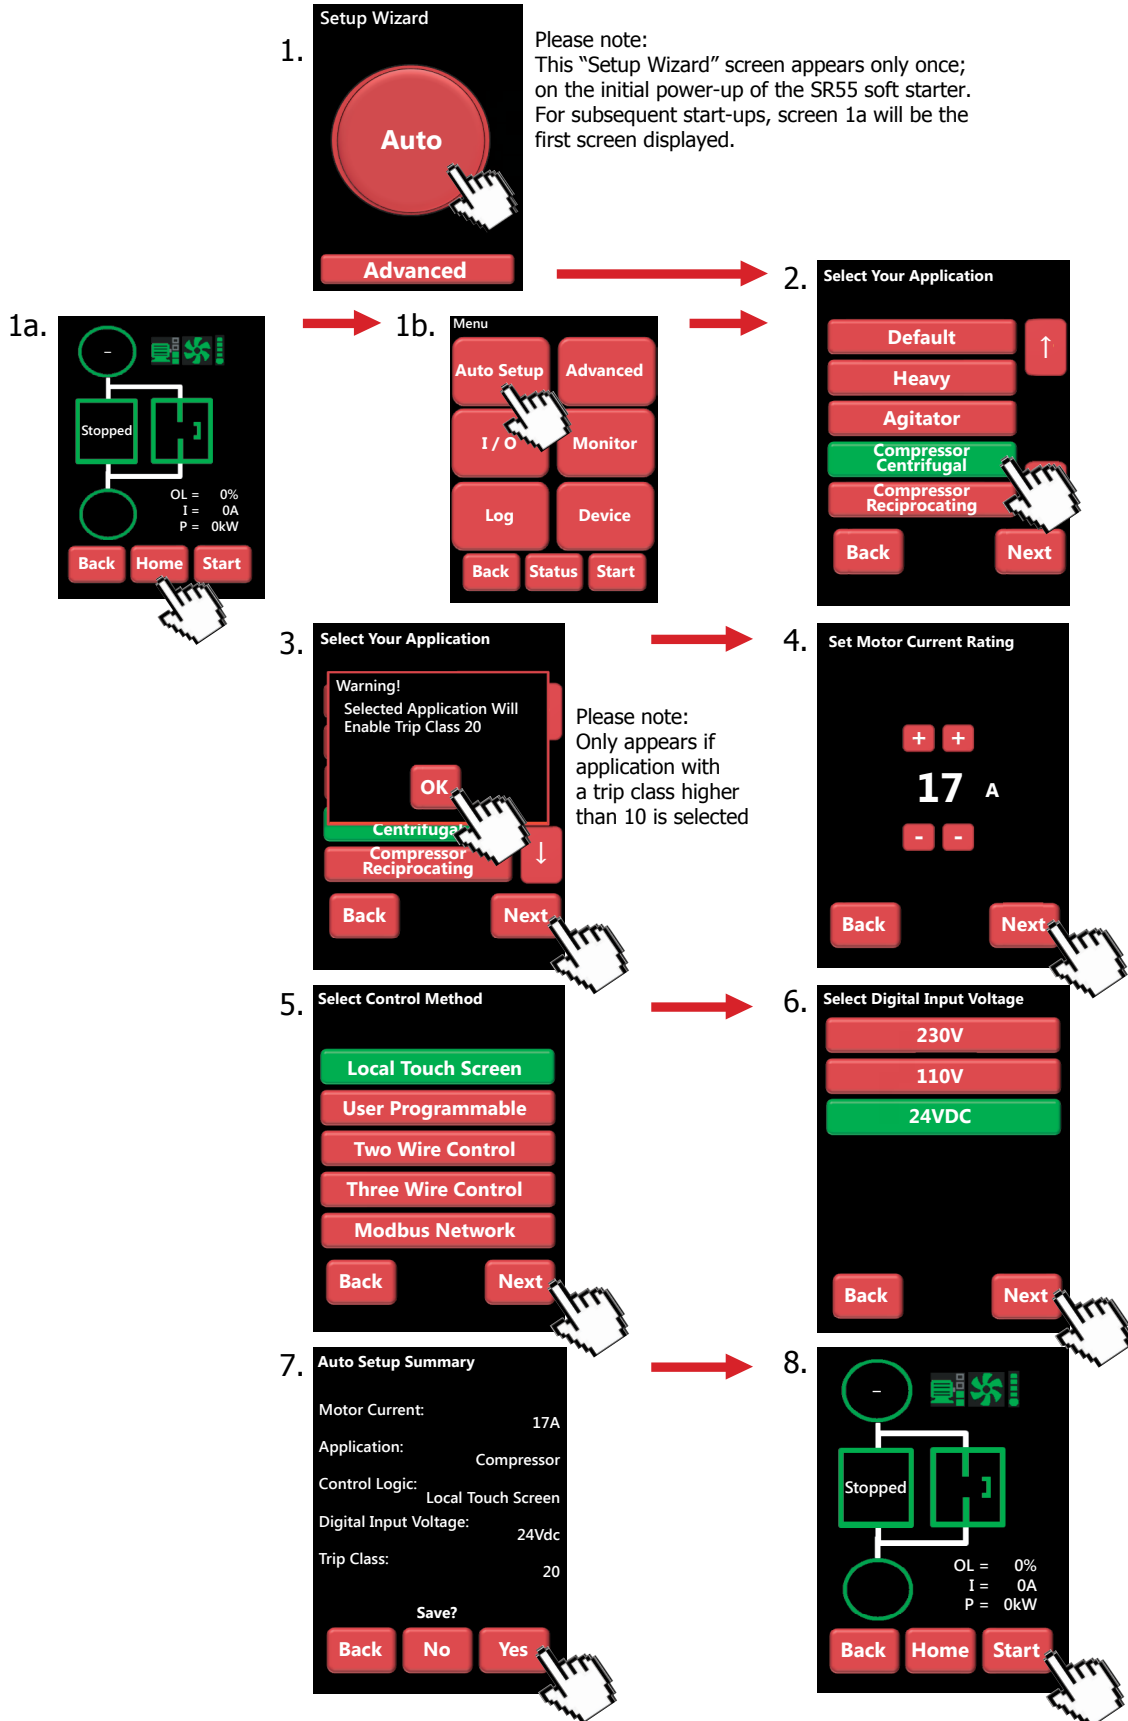 1.
Setup Wizard
Auto
Advanced
Please note:
This “Setup Wizard” screen appears only once;
on the initial power-up of the SR55 soft starter.
For subsequent start-ups, screen 1a will be the
first screen displayed.
1a.
–
Stopped
OL = 0%
I = 0A
P = 0kW
Back Home Start
1b.
Menu
Auto Setup Advanced
I / O Monitor
Log Device
Back Status Start
2.
Select Your Application
Default
↑
Heavy
Agitator
Compressor
Centrifugal
Compressor
Reciprocating
Back Next
3.
Select Your Application
Warning!
Selected Application Will
Enable Trip Class 20
OK
Centrifugal
Compressor
Reciprocating
↓
Back Next
Please note:
Only appears if
application with
a trip class higher
than 10 is selected
4.
Set Motor Current Rating
+ +
17 A
- -
Back Next
5.
Select Control Method
Local Touch Screen
User Programmable
Two Wire Control
Three Wire Control
Modbus Network
Back Next
6.
Select Digital Input Voltage
230V
110V
24VDC
Back Next
7.
Auto Setup Summary
Motor Current:
17A
Application:
Compressor
Control Logic:
Local Touch Screen
Digital Input Voltage:
24Vdc
Trip Class:
20
Save?
Back No Yes
8.
–
Stopped
OL = 0%
I = 0A
P = 0kW
Back Home Start